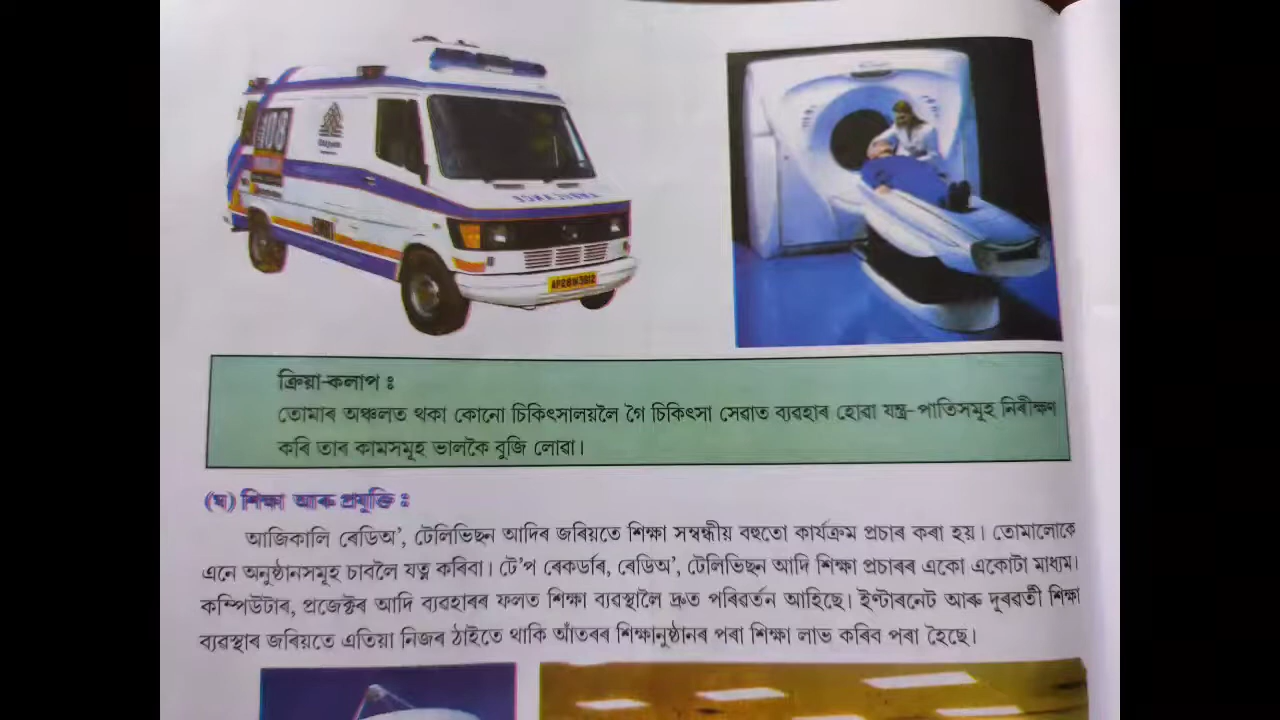 108
AMBULANCE
AP28W3912
ক্ৰিয়া-কলাপ :
তোমাৰ অঞ্চলত থকা কোনো চিকিৎসালয়লৈ গৈ চিকিৎসা সেৱাত ব্যৱহাৰ হোৱা যন্ত্ৰ-পাতিসমূহ নিৰীক্ষণ
কৰি তাৰ কামসমূহ ভালকৈ বুজি লোৱা।
(ঘ) শিক্ষা আৰু প্ৰযুক্তি :
আজিকালি ৰেডিঅ’, টেলিভিছন আদিৰ জৰিয়তে শিক্ষা সম্বন্ধীয় বহুতো কাৰ্যক্ৰম প্ৰচাৰ কৰা হয়। তোমালোকে
এনে অনুষ্ঠানসমূহ চাবলৈ যত্ন কৰিবা। টে’প ৰেকৰ্ডাৰ, ৰেডিঅ’, টেলিভিছন আদি শিক্ষা প্ৰচাৰৰ একো একোটা মাধ্যম।
কম্পিউটাৰ, প্ৰজেক্টৰ আদি ব্যৱহাৰৰ ফলত শিক্ষা ব্যৱস্থালৈ দ্ৰুত পৰিৱৰ্তন আহিছে। ইণ্টাৰনেট আৰু দূৰৱৰ্তী শিক্ষা
ব্যৱস্থাৰ জৰিয়তে এতিয়া নিজৰ ঠাইতে থাকি আঁতৰৰ শিক্ষানুষ্ঠানৰ পৰা শিক্ষা লাভ কৰিব পৰা হৈছে।